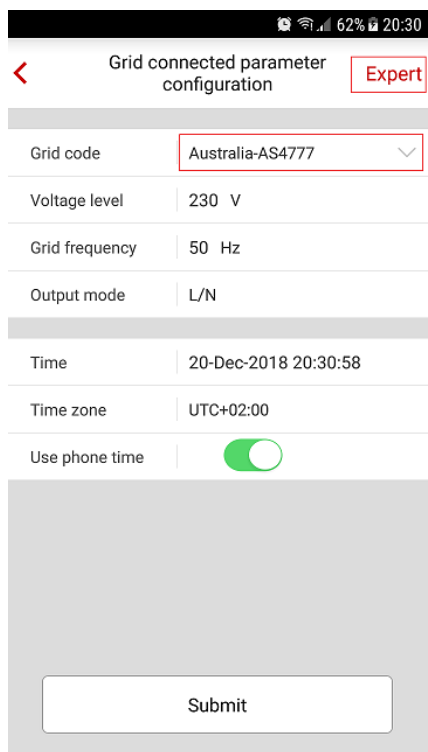 62% 20:30
Grid connected parameter
configuration
Expert
Grid code Australia-AS4777
Voltage level 230 V
Grid frequency 50 Hz
Output mode L/N
Time 20-Dec-2018 20:30:58
Time zone UTC+02:00
Use phone time
Submit